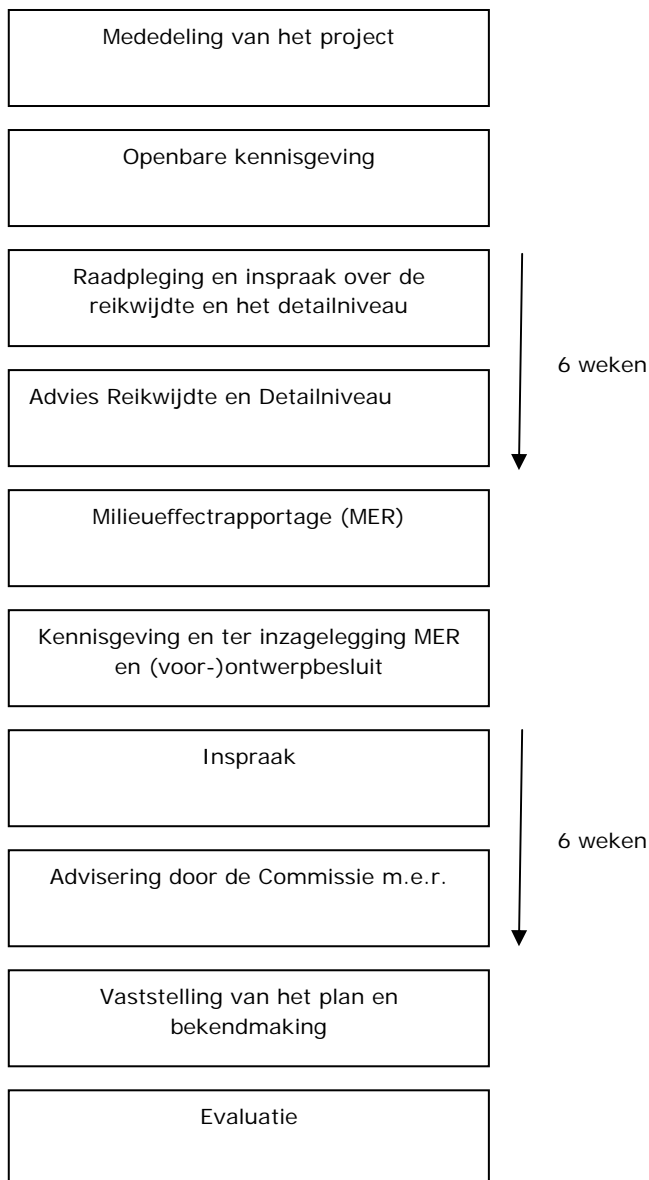 Mededeling van het project
Openbare kennisgeving
Raadpleging en inspraak over de
reikwijdte en het detailniveau
6 weken
Advies Reikwijdte en Detailniveau
Milieueffectrapportage (MER)
Kennisgeving en ter inzagelegging MER
en (voor-)ontwerpbesluit
Inspraak
6 weken
Advisering door de Commissie m.e.r.
Vaststelling van het plan en
bekendmaking
Evaluatie